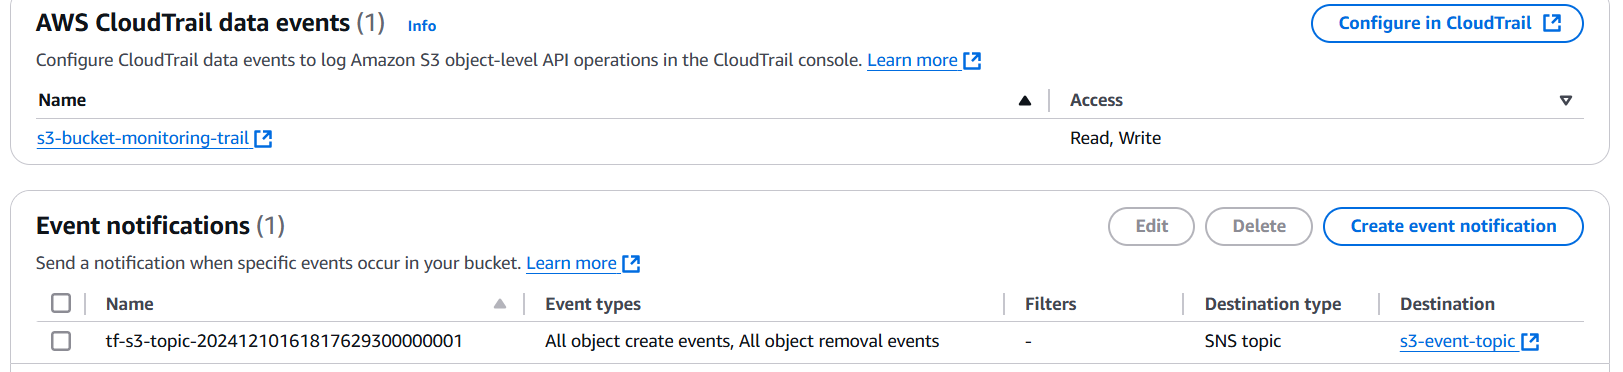 AWS CloudTrail data events (1) Info Configure in CloudTrail
Configure CloudTrail data events to log Amazon S3 object-level API operations in the CloudTrail console. Learn more
Name Access
s3-bucket-monitoring-trail Read, Write
Event notifications (1) Edit Delete Create event notification
Send a notification when specific events occur in your bucket. Learn more
Name Event types Filters Destination type Destination
tf-s3-topic-20241210161817629300000001 All object create events, All object removal events - SNS topic s3-event-topic